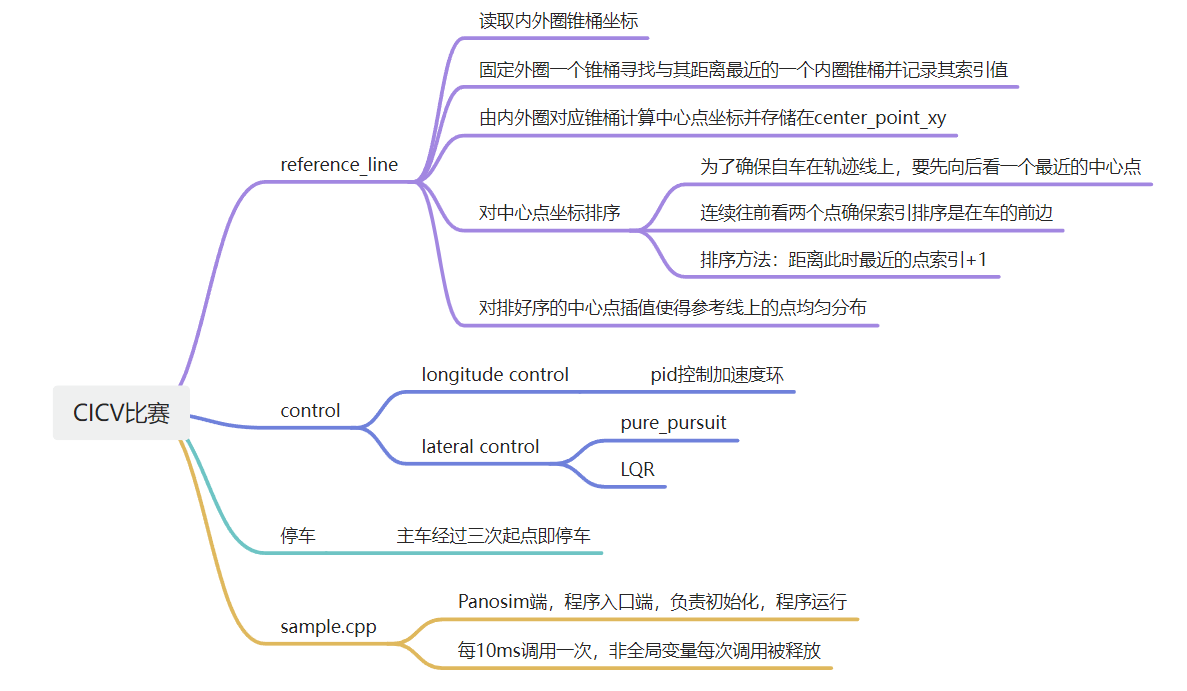 CICV比赛
reference_line
读取内外圈锥桶坐标
固定外圈一个锥桶寻找与其距离最近的一个内圈锥桶并记录其索引值
由内外圈对应锥桶计算中心点坐标并存储在center_point_xy
对中心点坐标排序
为了确保自车在轨迹线上，要先向后看一个最近的中心点
连续往前看两个点确保索引排序是在车的前边
排序方法：距离此时最近的点索引+1
对排好序的中心点插值使得参考线上的点均匀分布
control
longitude control
pid控制加速度环
lateral control
pure_pursuit
LQR
停车
主车经过三次起点即停车
sample.cpp
Panosim端，程序入口端，负责初始化，程序运行
每10ms调用一次，非全局变量每次调用被释放